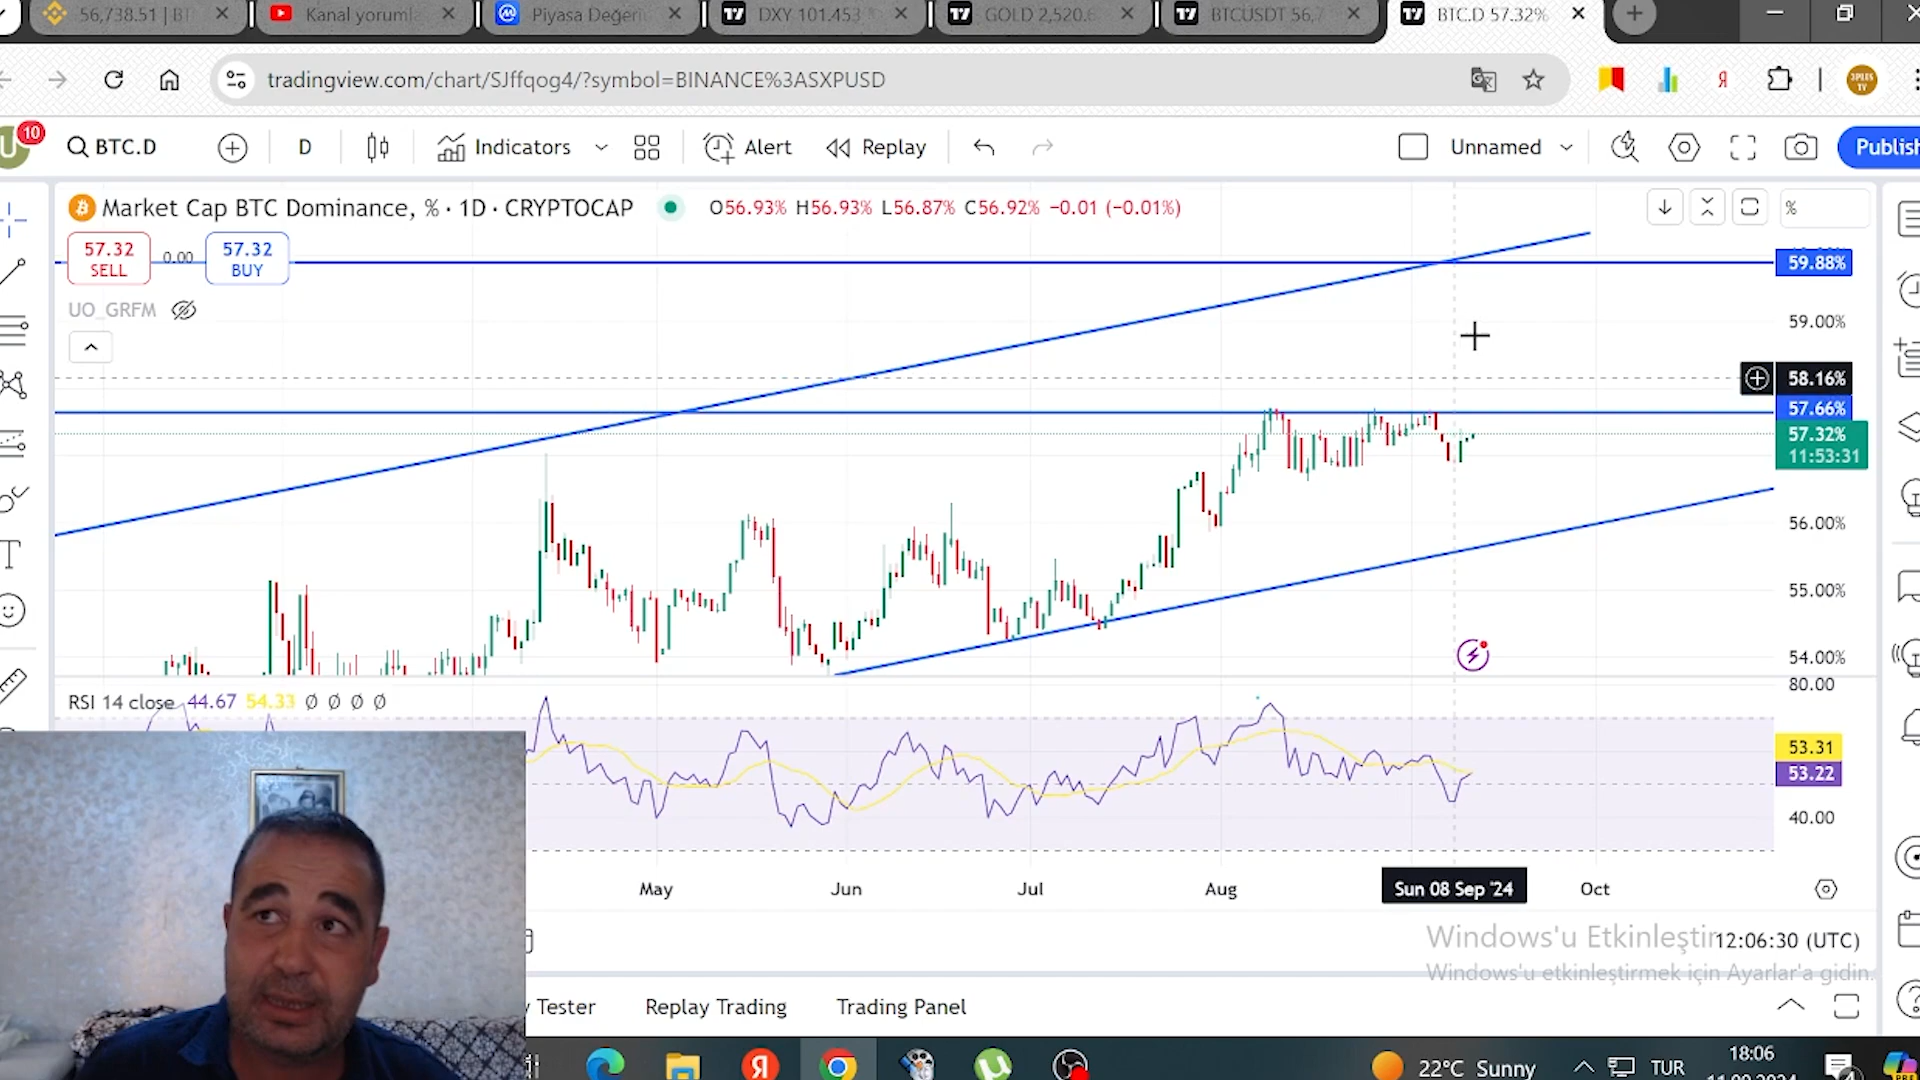 56,738.51 | BT
Kanal yorumla
Piyasa Değeri
DXY 101.453
GOLD 2,520.6
BTCUSDT 56,7
BTC.D 57.32%
tradingview.com/chart/SJffqog4/?symbol=BINANCE%3ASXPUSD
U 10
BTC.D
D
Indicators
Alert
Replay
Unnamed
Publish
Market Cap BTC Dominance, % · 1D · CRYPTOCAP
O56.93% H56.93% L56.87% C56.92% −0.01 (−0.01%)
%
57.32
SELL
0.00
57.32
BUY
59.88%
UO_GRFM
59.00%
58.16%
57.66%
57.32%
11:53:31
56.00%
55.00%
54.00%
80.00
RSI 14 close 44.67 54.33 Ø Ø Ø Ø
53.31
53.22
40.00
May
Jun
Jul
Aug
Sun 08 Sep '24
Oct
Windows'u Etkinleştir
12:06:30 (UTC)
Windows'u etkinleştirmek için Ayarlar'a gidin.
y Tester
Replay Trading
Trading Panel
22°C Sunny
TUR
18:06